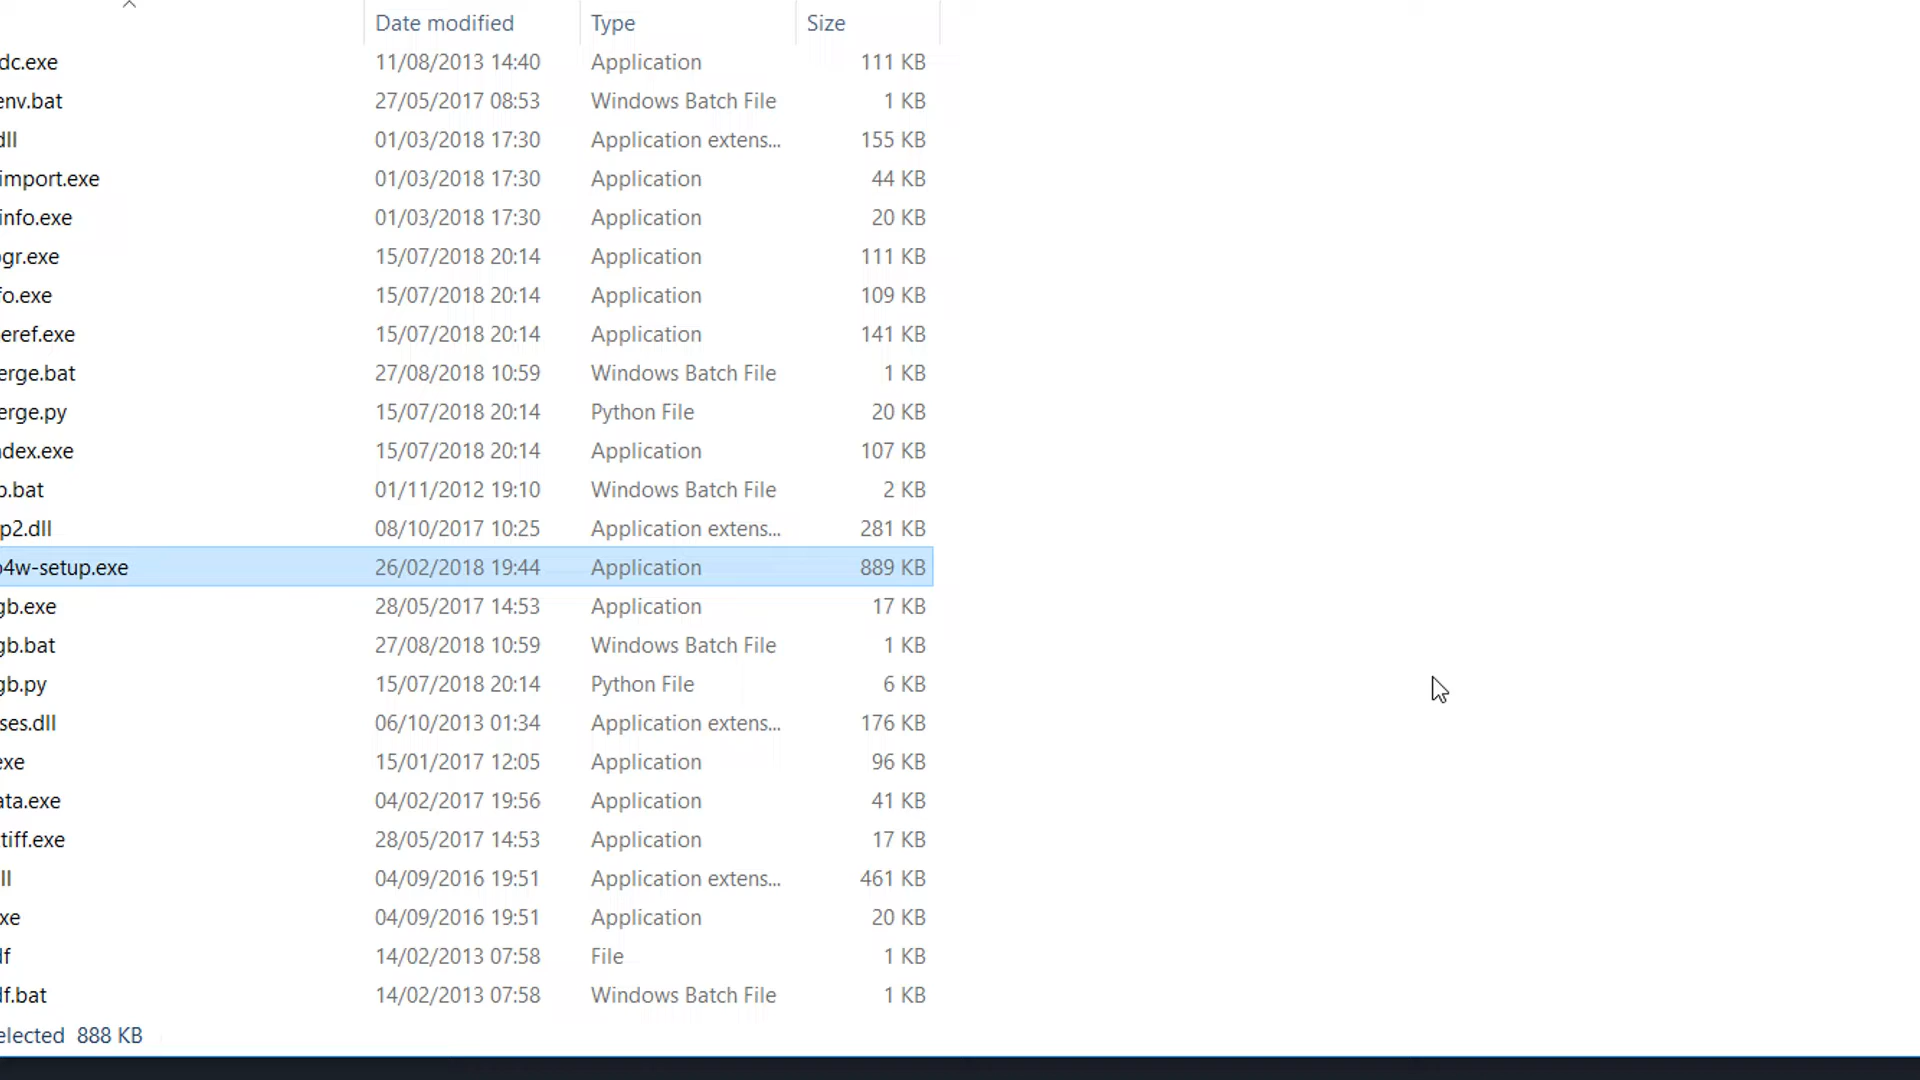 Date modified Type Size
dc.exe 11/08/2013 14:40 Application 111 KB
env.bat 27/05/2017 08:53 Windows Batch File 1 KB
dll 01/03/2018 17:30 Application extens... 155 KB
import.exe 01/03/2018 17:30 Application 44 KB
info.exe 01/03/2018 17:30 Application 20 KB
gr.exe 15/07/2018 20:14 Application 111 KB
fo.exe 15/07/2018 20:14 Application 109 KB
eref.exe 15/07/2018 20:14 Application 141 KB
erge.bat 27/08/2018 10:59 Windows Batch File 1 KB
erge.py 15/07/2018 20:14 Python File 20 KB
dex.exe 15/07/2018 20:14 Application 107 KB
p.bat 01/11/2012 19:10 Windows Batch File 2 KB
p2.dll 08/10/2017 10:25 Application extens... 281 KB
o4w-setup.exe 26/02/2018 19:44 Application 889 KB
gb.exe 28/05/2017 14:53 Application 17 KB
gb.bat 27/08/2018 10:59 Windows Batch File 1 KB
gb.py 15/07/2018 20:14 Python File 6 KB
ses.dll 06/10/2013 01:34 Application extens... 176 KB
exe 15/01/2017 12:05 Application 96 KB
ata.exe 04/02/2017 19:56 Application 41 KB
tiff.exe 28/05/2017 14:53 Application 17 KB
ll 04/09/2016 19:51 Application extens... 461 KB
xe 04/09/2016 19:51 Application 20 KB
df 14/02/2013 07:58 File 1 KB
df.bat 14/02/2013 07:58 Windows Batch File 1 KB
elected 888 KB